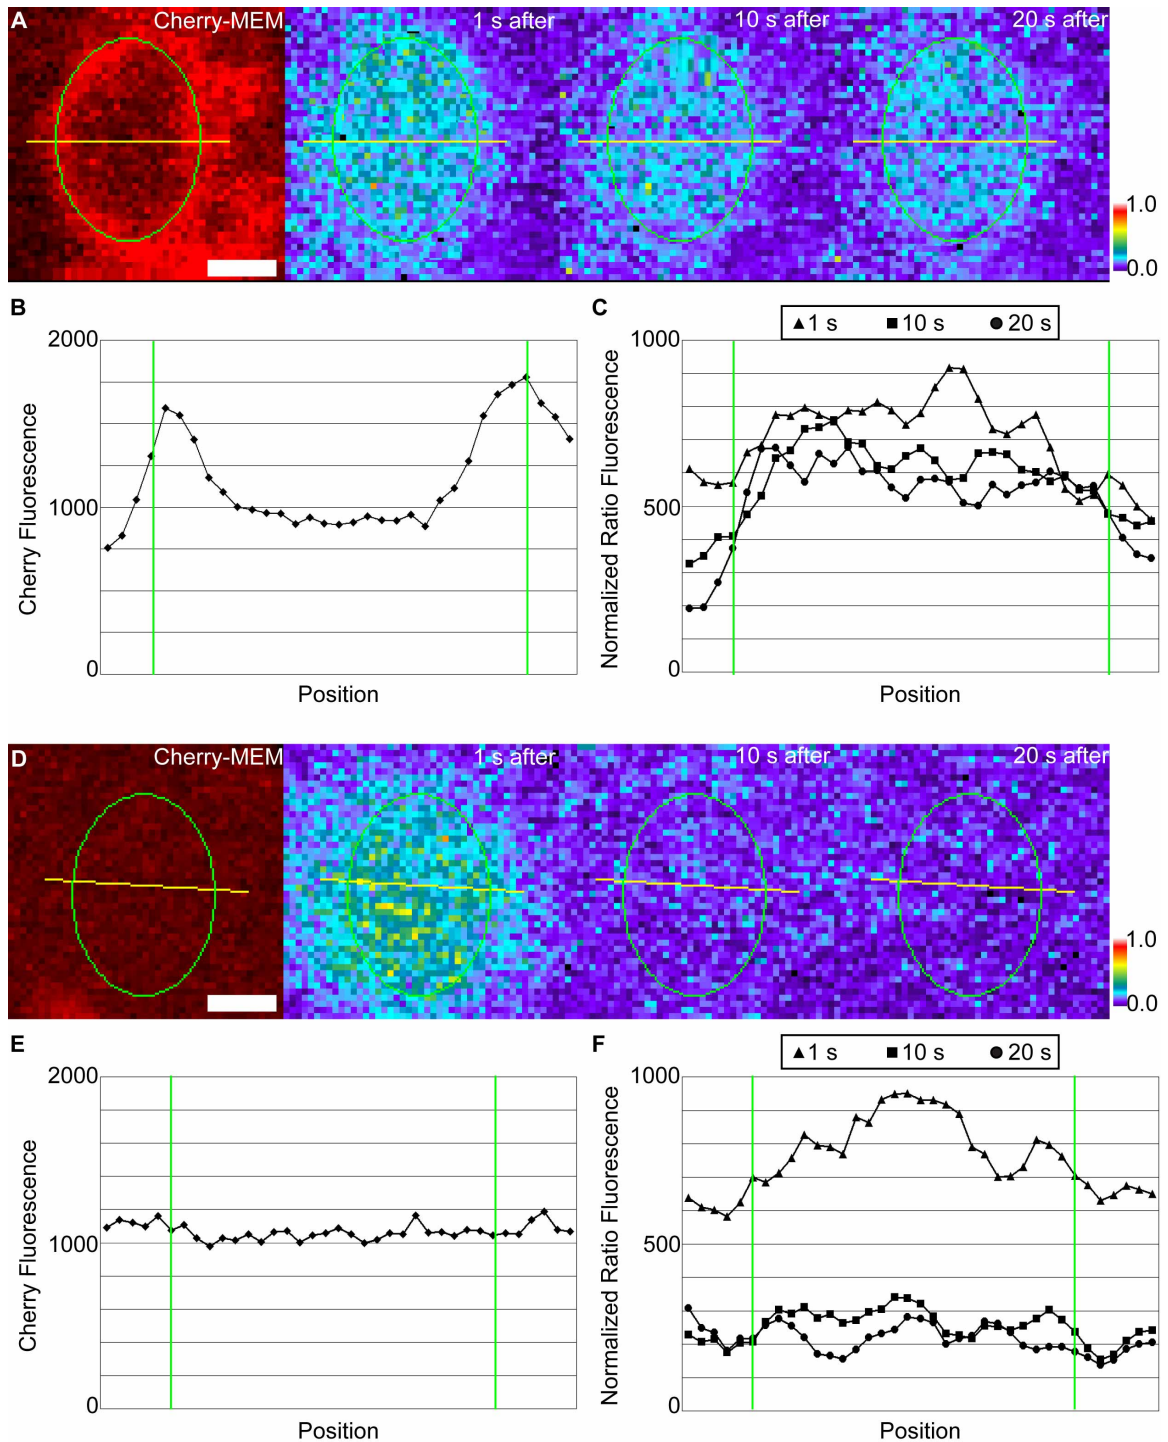 A Cherry-MEM 1 s after 10 s after 20 s after
1.0
0.0
B
2000
1000
0
Cherry Fluorescence
Position
C
1 s 10 s 20 s
1000
500
0
Normalized Ratio Fluorescence
Position
D Cherry-MEM 1 s after 10 s after 20 s after
1.0
0.0
E
2000
1000
0
Cherry Fluorescence
Position
F
1 s 10 s 20 s
1000
500
0
Normalized Ratio Fluorescence
Position